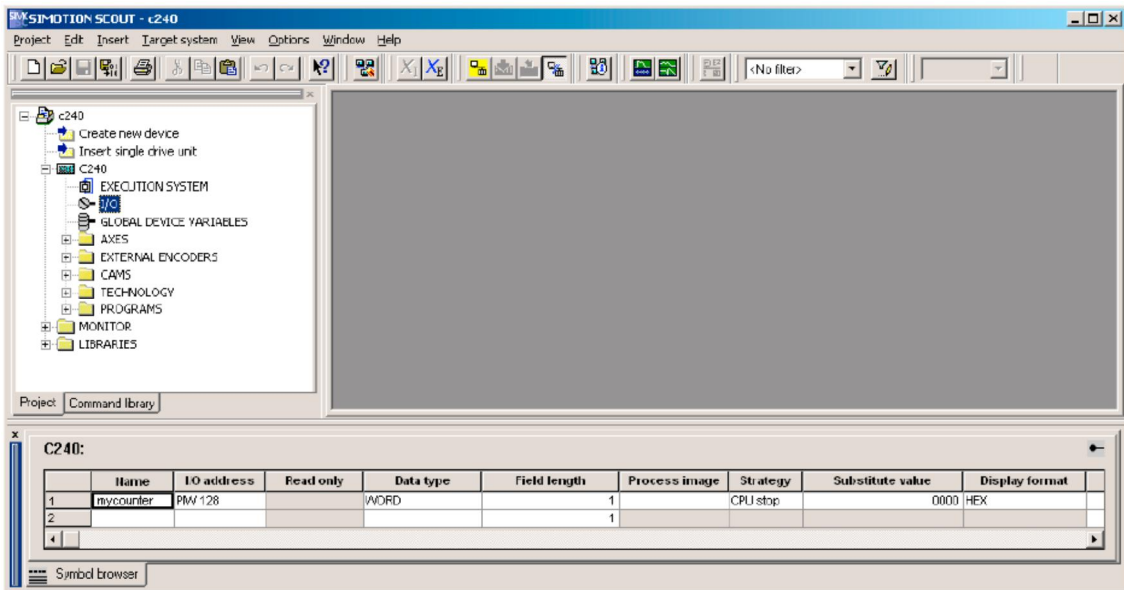 SIMOTION SCOUT - c240
Project Edit Insert Target system View Options Window Help
<No filter>
c240
Create new device
Insert single drive unit
C240
EXECUTION SYSTEM
I/O
GLOBAL DEVICE VARIABLES
AXES
EXTERNAL ENCODERS
CAMS
TECHNOLOGY
PROGRAMS
MONITOR
LIBRARIES
Project Command library
C240:
Name I/O address Read only Data type Field length Process image Strategy Substitute value Display format
1 mycounter PIW 128 WORD 1 CPU stop 0000 HEX
2 1
Symbol browser